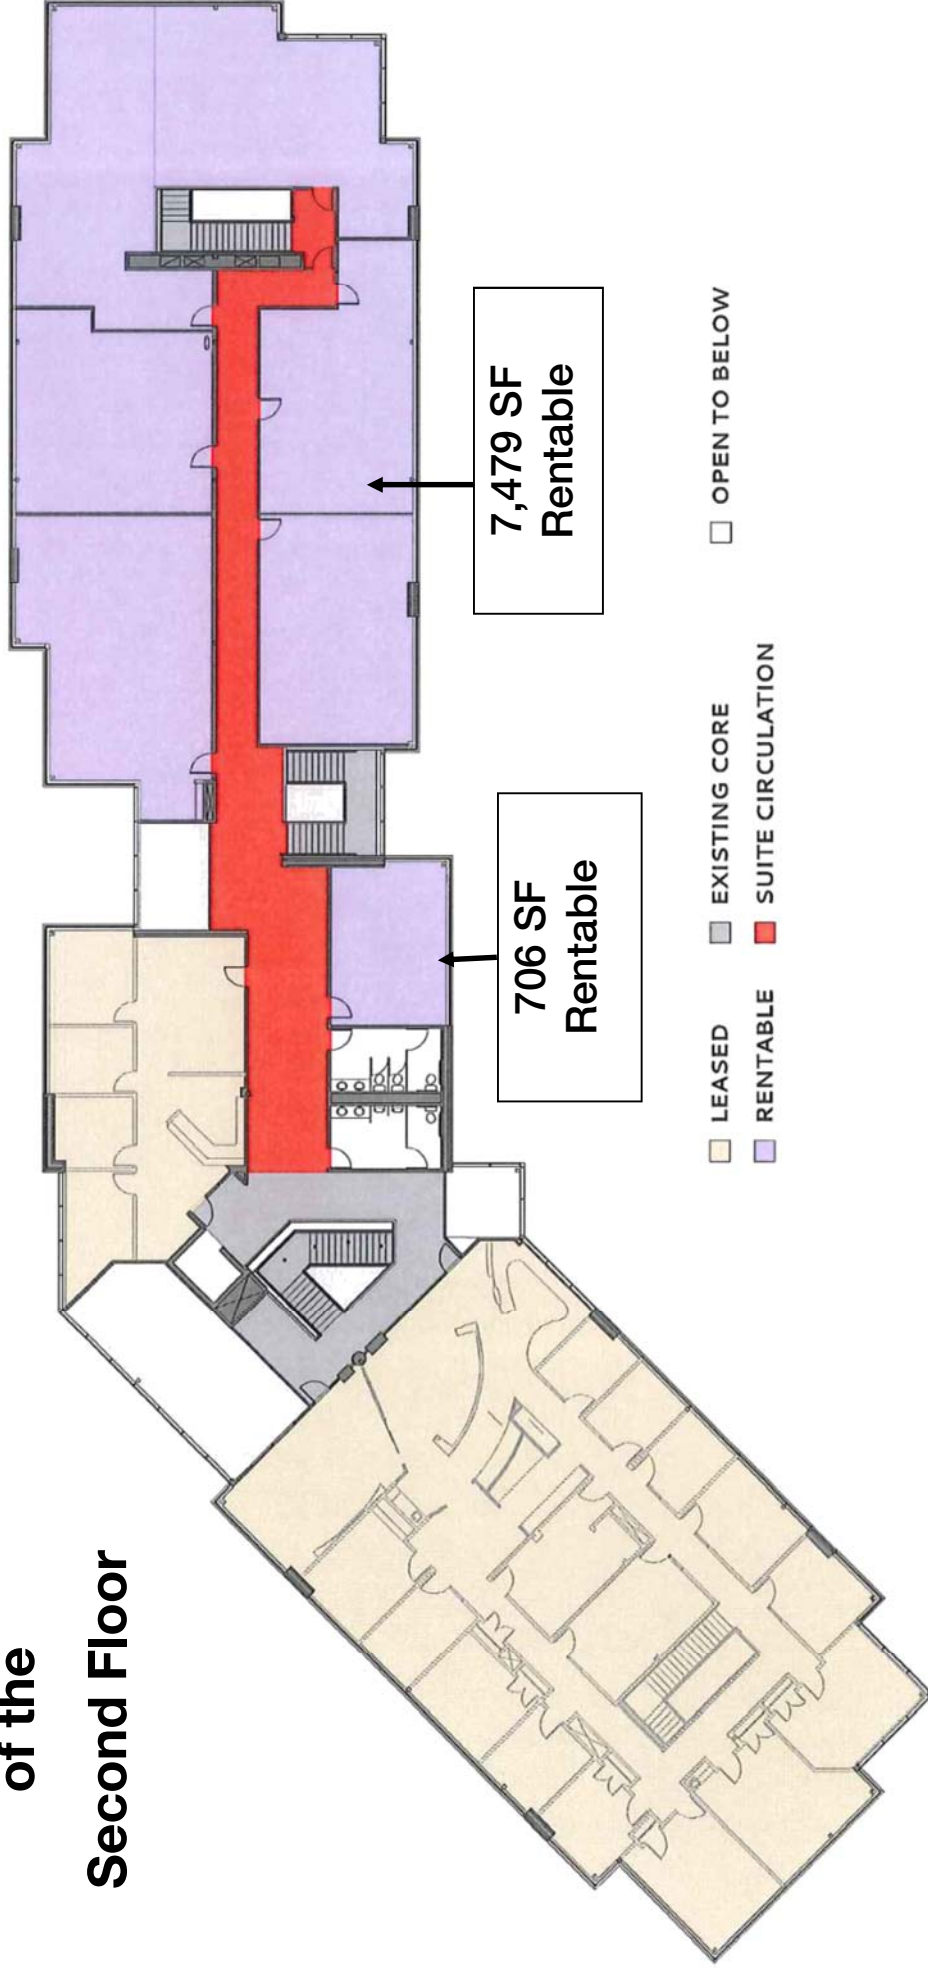 of the
Second Floor
706 SF
Rentable
7,479 SF
Rentable
LEASED
EXISTING CORE
OPEN TO BELOW
RENTABLE
SUITE CIRCULATION